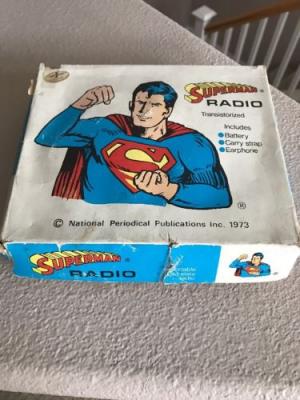 SUPERMAN ®
RADIO
Transistorized
Includes
Battery
Carry strap
Earphone
®
© National Periodical Publications Inc. 1973
SUPERMAN ®
RADIO